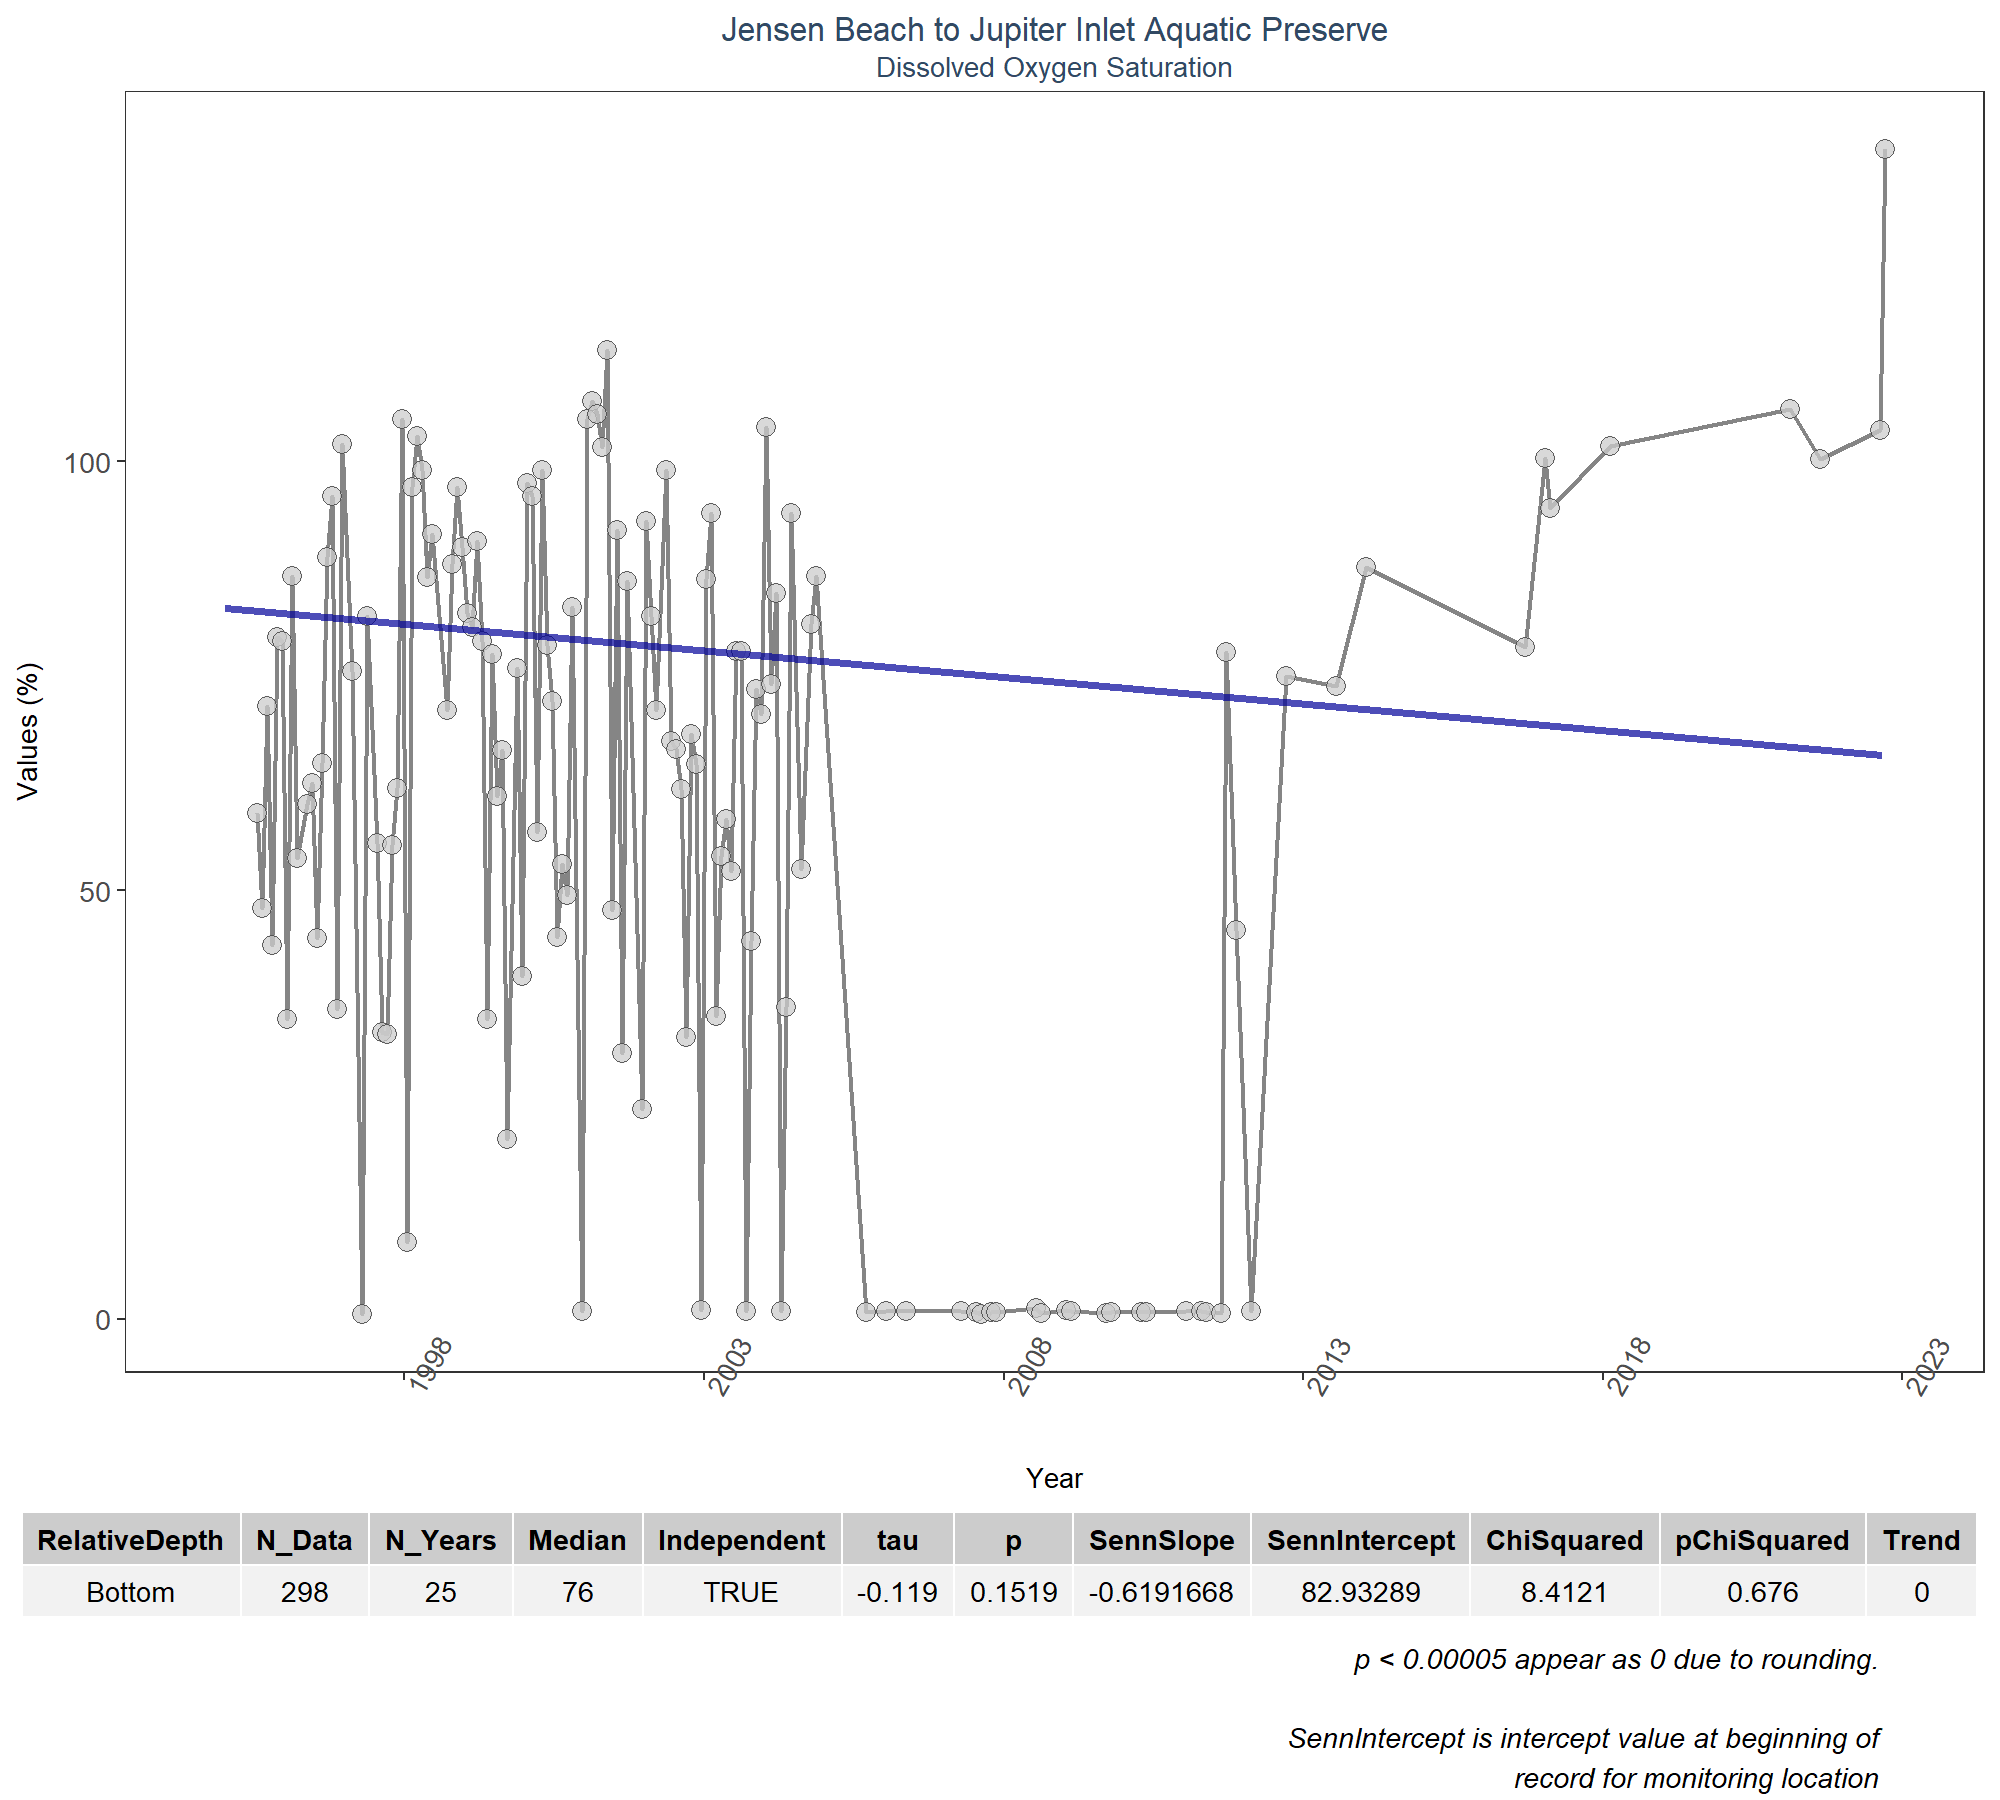 Jensen Beach to Jupiter Inlet Aquatic Preserve
Dissolved Oxygen Saturation
Values (%)
100
50
0
1998 2003 2008 2013 2018 2023
Year
RelativeDepth N_Data N_Years Median Independent tau p SennSlope SennIntercept ChiSquared pChiSquared Trend
Bottom 298 25 76 TRUE -0.119 0.1519 -0.6191668 82.93289 8.4121 0.676 0
p < 0.00005 appear as 0 due to rounding.
SennIntercept is intercept value at beginning of
record for monitoring location